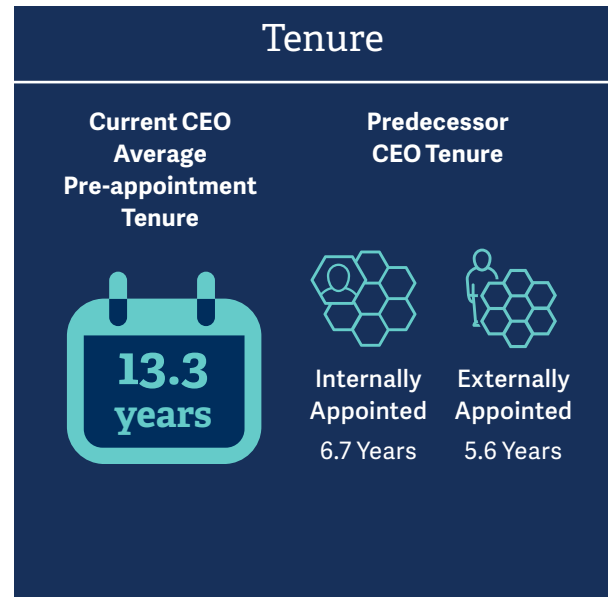 Tenure
Current CEO
Average
Pre-appointment
Tenure
13.3
years
Predecessor
CEO Tenure
Internally
Appointed
6.7 Years
Externally
Appointed
5.6 Years